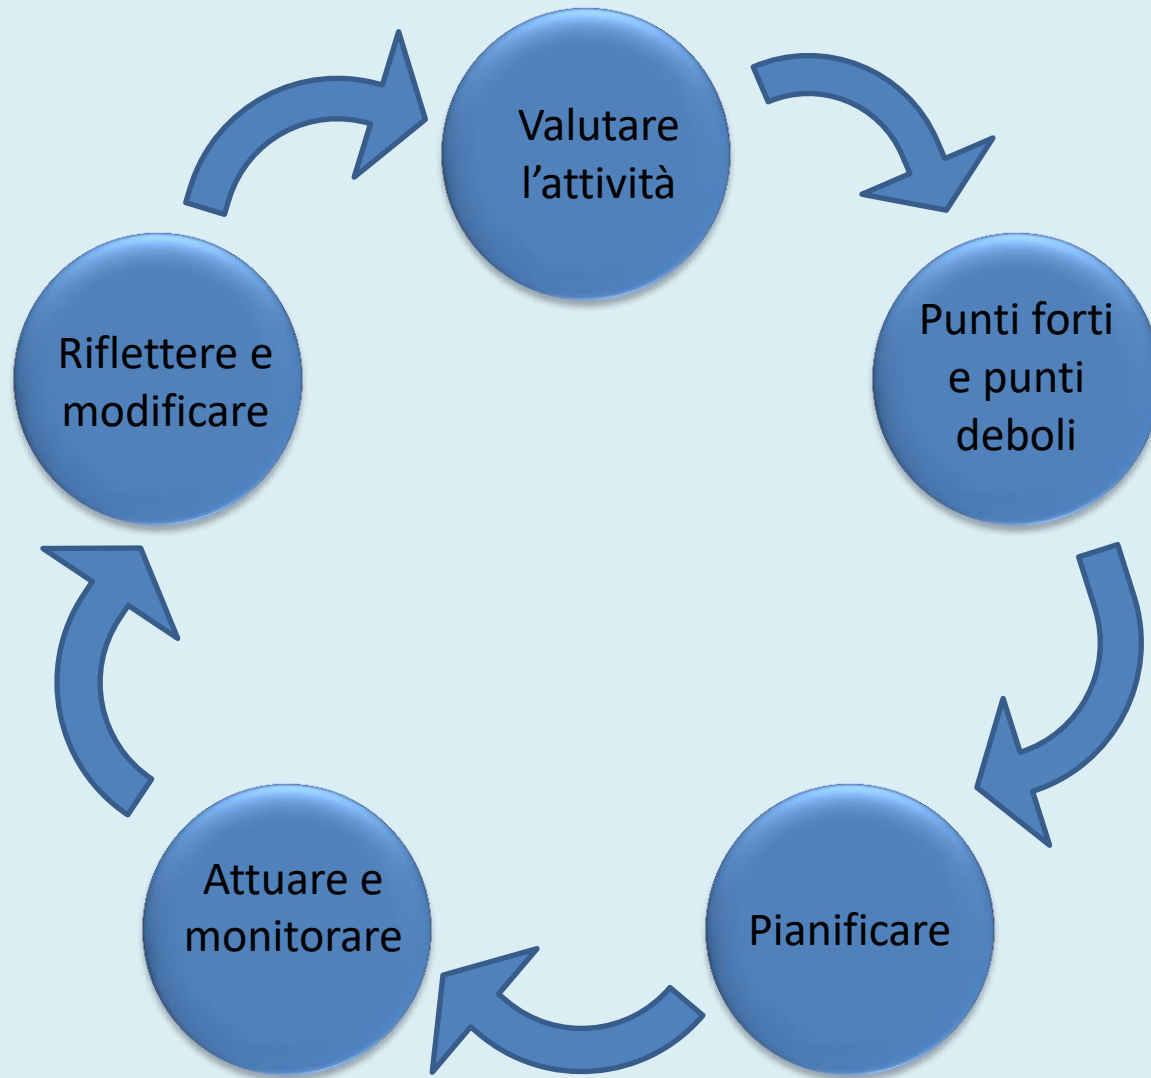 Valutare
l’attività
Punti forti
e punti
deboli
Pianificare
Attuare e
monitorare
Riflettere e
modificare